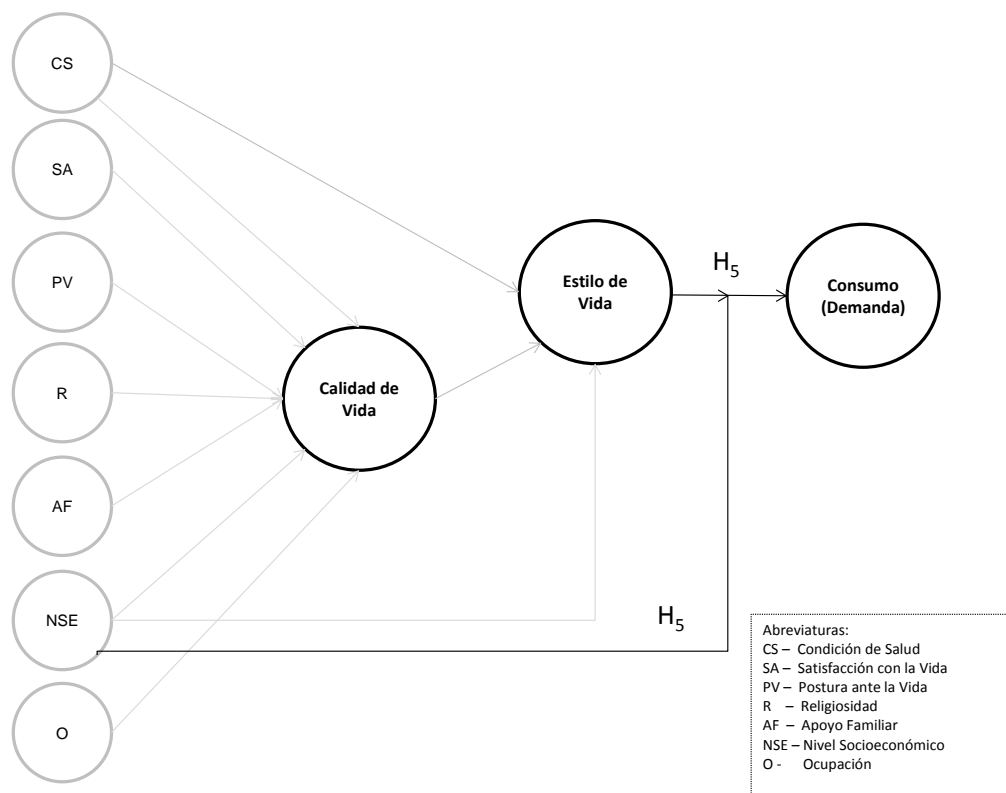 CS
SA
PV
R
AF
NSE
O
Calidad de
Vida
Estilo de
Vida
H5
Consumo
(Demanda)
H5
Abreviaturas:
CS – Condición de Salud
SA – Satisfacción con la Vida
PV – Postura ante la Vida
R – Religiosidad
AF – Apoyo Familiar
NSE – Nivel Socioeconómico
O - Ocupación